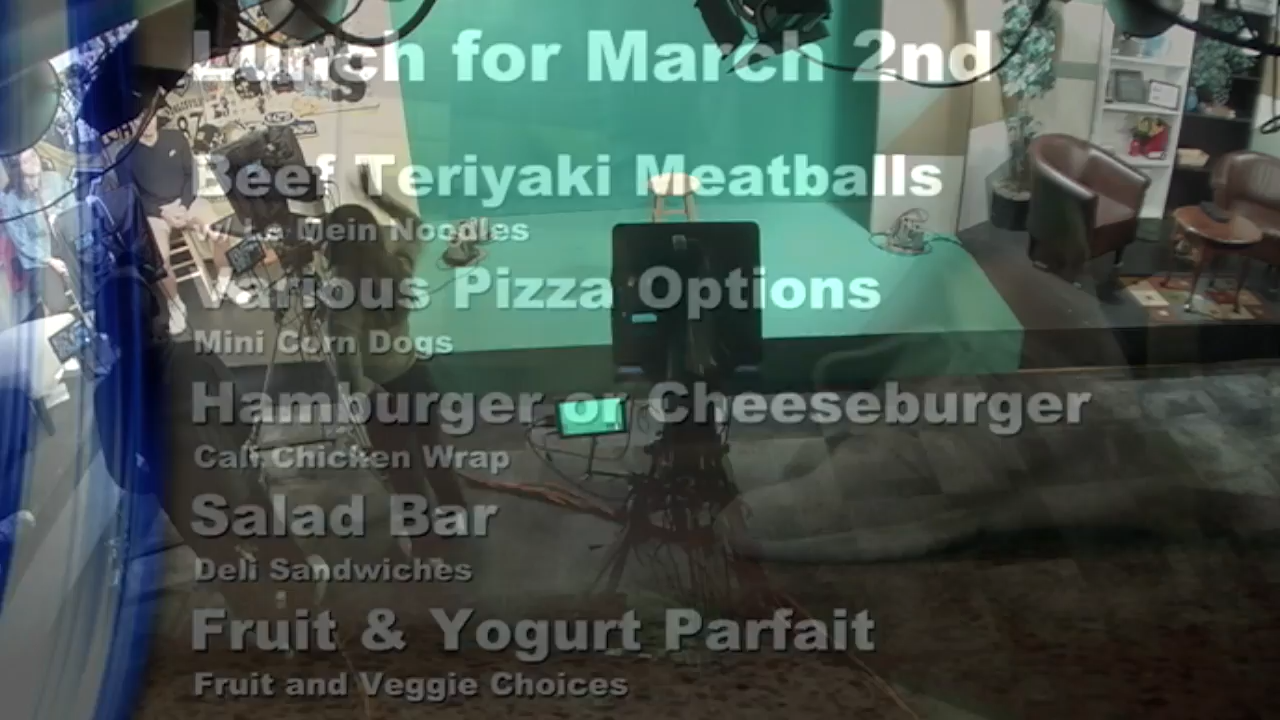 Lunch for March 2nd
Beef Teriyaki Meatballs
w/ Lo Mein Noodles
Various Pizza Options
Mini Corn Dogs
Hamburger or Cheeseburger
Cali Chicken Wrap
Salad Bar
Deli Sandwiches
Fruit & Yogurt Parfait
Fruit and Veggie Choices
87